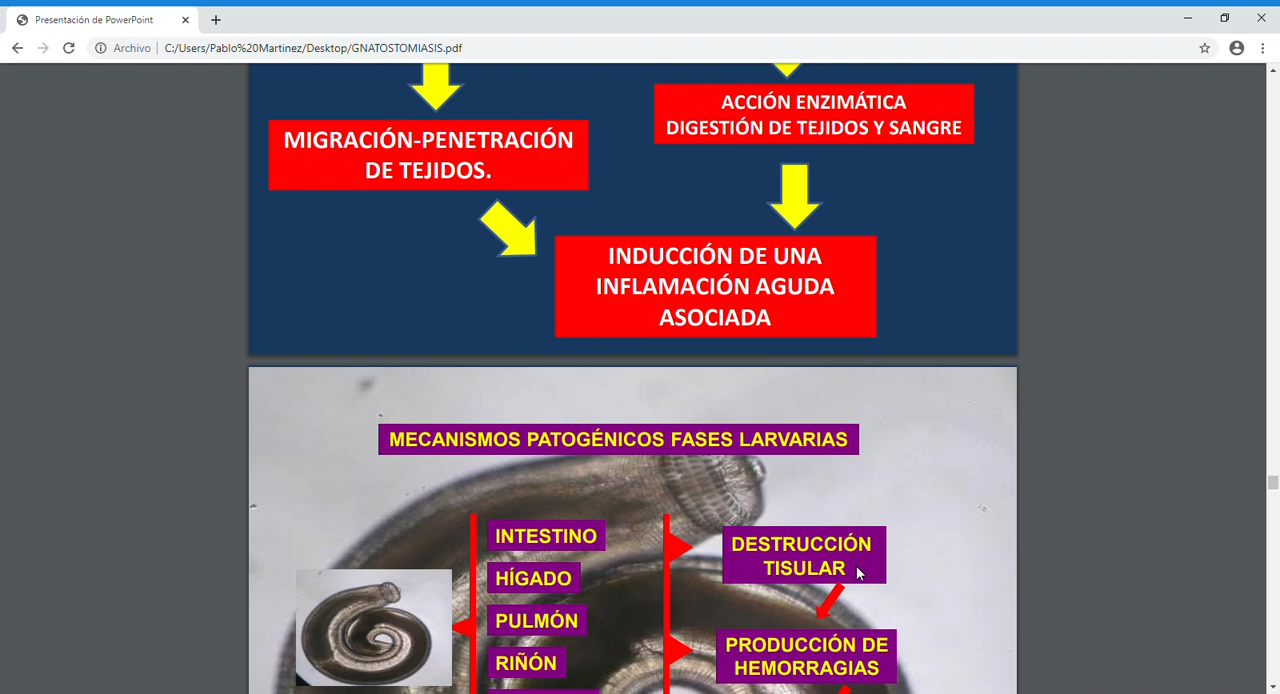 Presentación de PowerPoint
Archivo
C:/Users/Pablo%20Martinez/Desktop/GNATOSTOMIASIS.pdf
ACCIÓN ENZIMÁTICA
DIGESTIÓN DE TEJIDOS Y SANGRE
MIGRACIÓN-PENETRACIÓN
DE TEJIDOS.
INDUCCIÓN DE UNA
INFLAMACIÓN AGUDA
ASOCIADA
MECANISMOS PATOGÉNICOS FASES LARVARIAS
INTESTINO
HÍGADO
PULMÓN
RIÑÓN
DESTRUCCIÓN
TISULAR
PRODUCCIÓN DE
HEMORRAGIAS